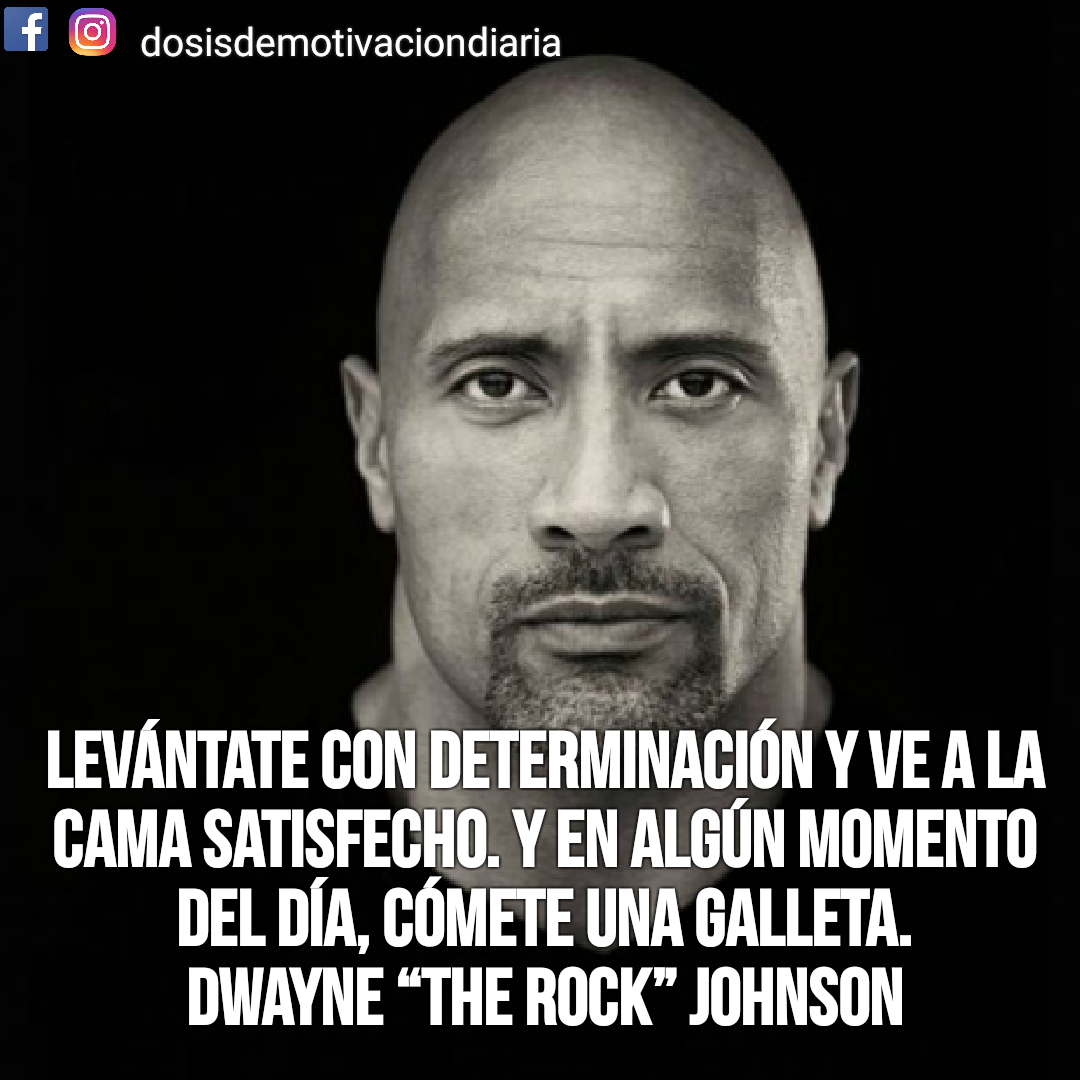 dosisdemotivaciondiaria
LEVÁNTATE CON DETERMINACIÓN Y VE A LA
CAMA SATISFECHO. Y EN ALGÚN MOMENTO
DEL DÍA, CÓMETE UNA GALLETA.
DWAYNE “THE ROCK” JOHNSON